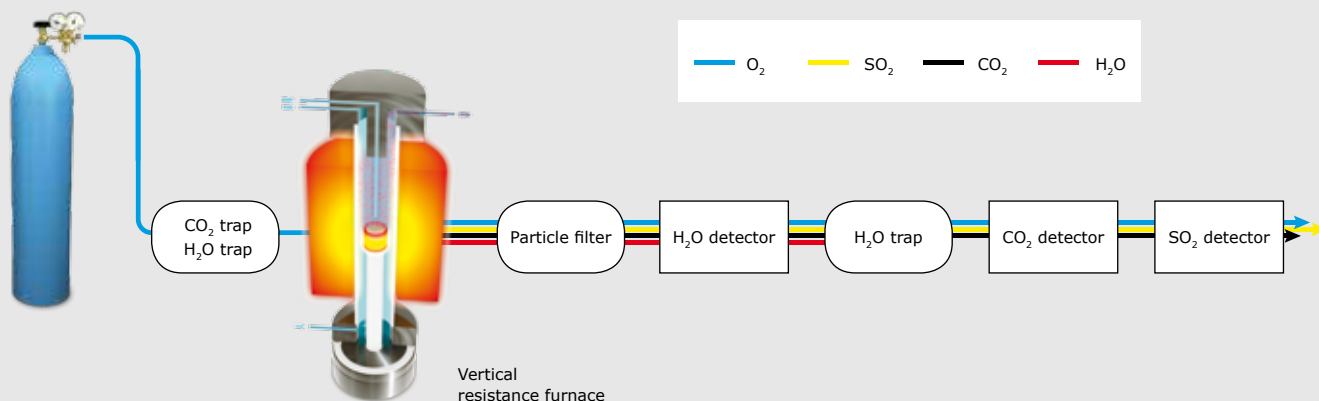 O₂
SO₂
CO₂
H₂O
CO₂ trap
H₂O trap
Particle filter
H₂O detector
H₂O trap
CO₂ detector
SO₂ detector
Vertical
resistance furnace